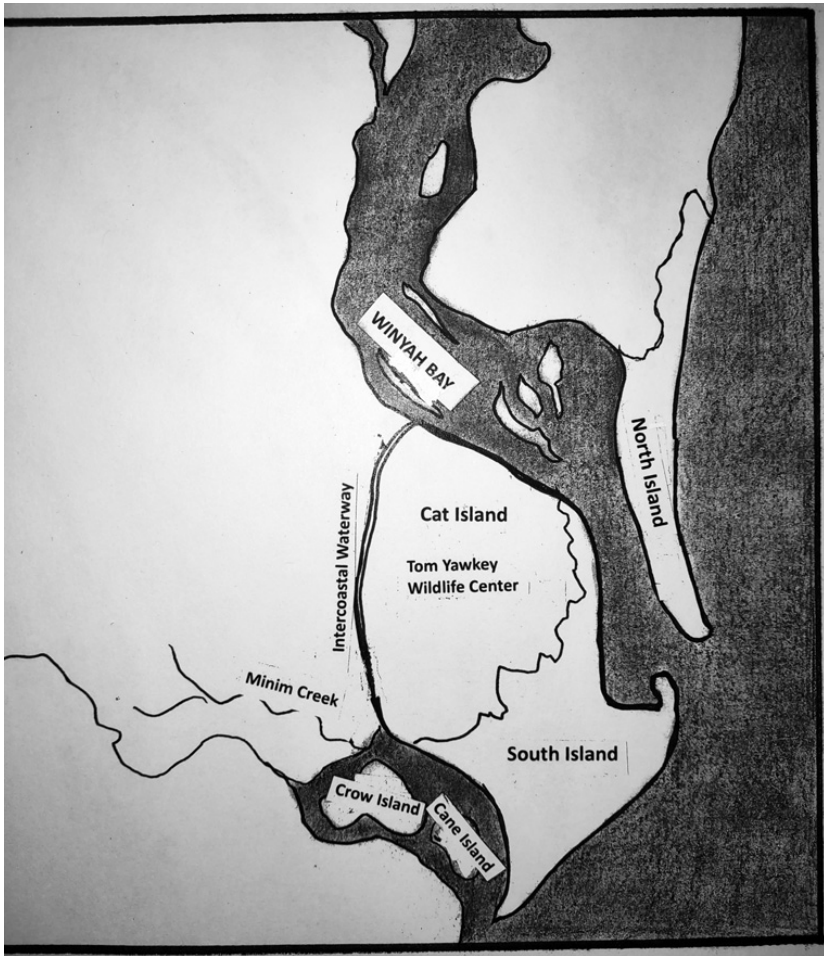 WINYAH BAY
North Island
Cat Island
Tom Yawkey
Wildlife Center
Intercoastal Waterway
Minim Creek
South Island
Crow Island
Cane Island